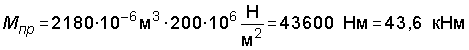 Mпр = 2180·10⁻⁶ м³ · 200·10⁶ Н/м² = 43600 Нм = 43,6 кНм